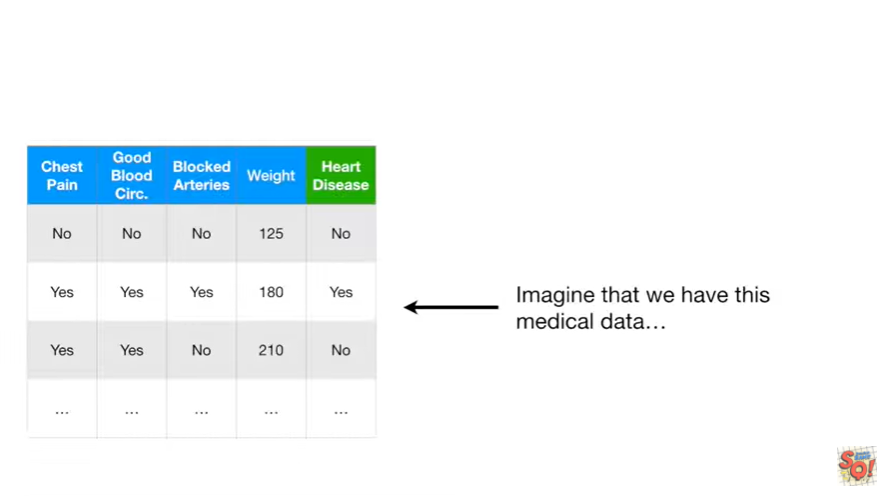 Chest Pain Good Blood Circ. Blocked Arteries Weight Heart Disease
No No No 125 No
Yes Yes Yes 180 Yes
Yes Yes No 210 No
... ... ... ... ...
Imagine that we have this
medical data...
SQ!